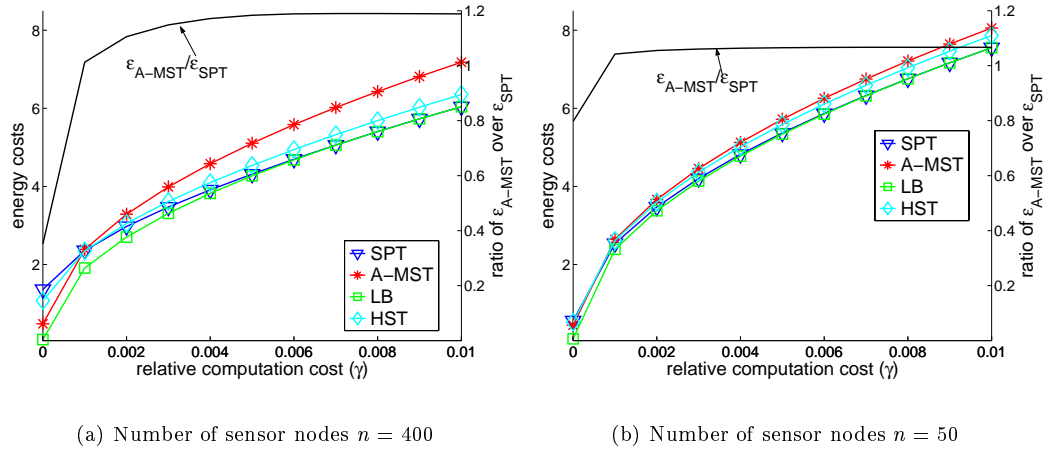 energy costs
8
6
4
2
0
0.002
0.004
0.006
0.008
0.01
relative computation cost (γ)
1.2
1
0.8
0.6
0.4
0.2
ratio of ε_A−MST over ε_SPT
ε_A−MST/ε_SPT
SPT
A−MST
LB
HST
(a) Number of sensor nodes n = 400
energy costs
8
6
4
2
0
0.002
0.004
0.006
0.008
0.01
relative computation cost (γ)
1.2
1
0.8
0.6
0.4
0.2
ratio of ε_A−MST over ε_SPT
ε_A−MST/ε_SPT
SPT
A−MST
LB
HST
(b) Number of sensor nodes n = 50